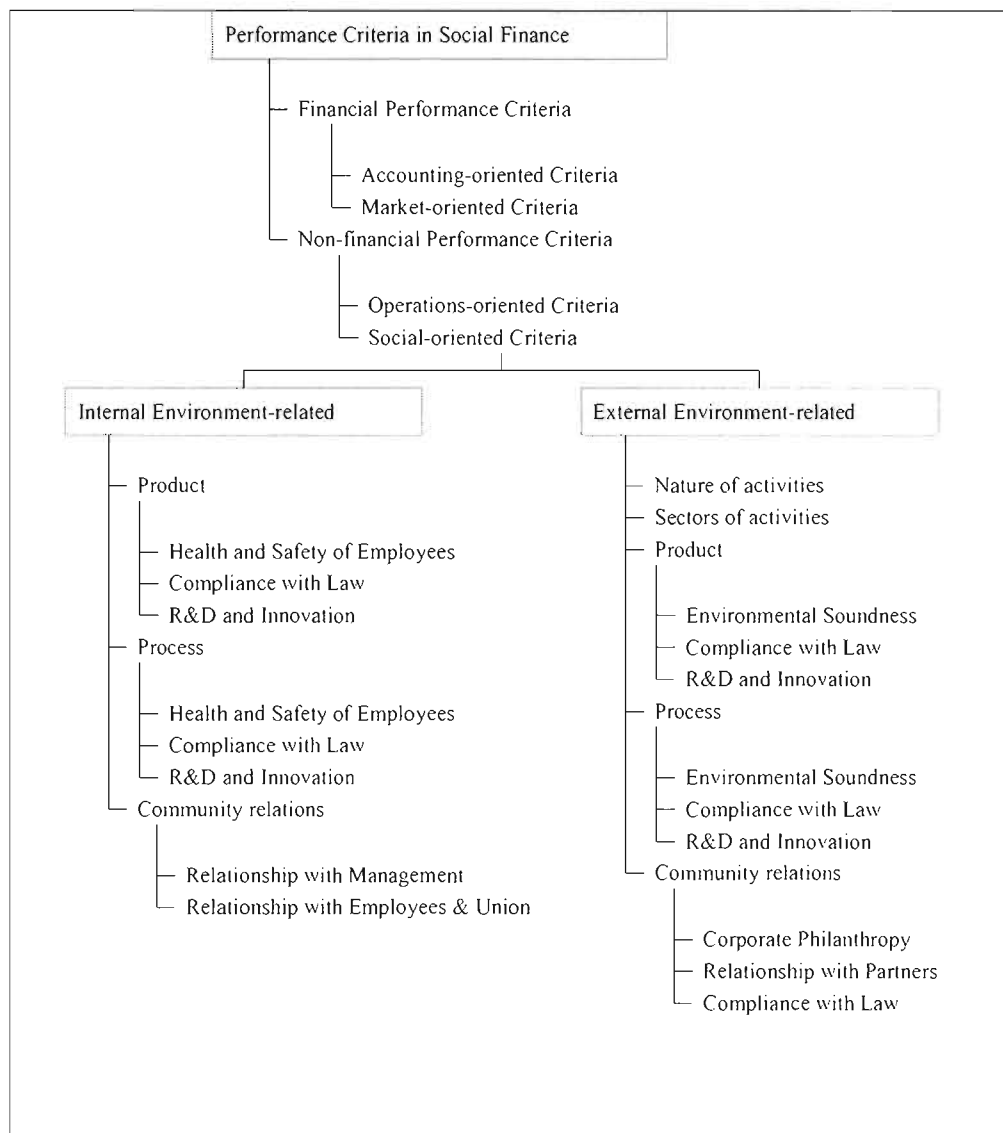 Performance Criteria in Social Finance
Financial Performance Criteria
Accounting-oriented Criteria
Market-oriented Criteria
Non-financial Performance Criteria
Operations-oriented Criteria
Social-oriented Criteria
Internal Environment-related
Product
Health and Safety of Employees
Compliance with Law
R&D and Innovation
Process
Health and Safety of Employees
Compliance with Law
R&D and Innovation
Community relations
Relationship with Management
Relationship with Employees & Union
External Environment-related
Nature of activities
Sectors of activities
Product
Environmental Soundness
Compliance with Law
R&D and Innovation
Process
Environmental Soundness
Compliance with Law
R&D and Innovation
Community relations
Corporate Philanthropy
Relationship with Partners
Compliance with Law